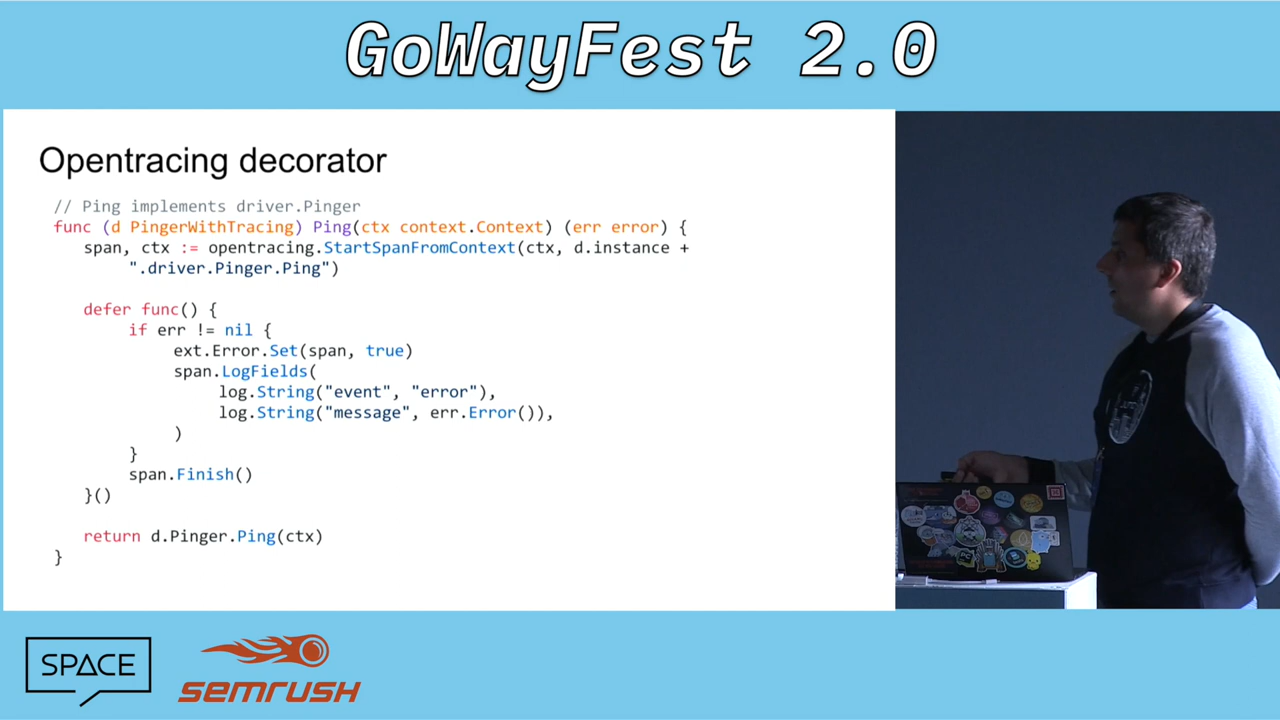 GoWayFest 2.0
Opentracing decorator
// Ping implements driver.Pinger
func (d PingerWithTracing) Ping(ctx context.Context) (err error) {
span, ctx := opentracing.StartSpanFromContext(ctx, d.instance +
".driver.Pinger.Ping")
defer func() {
if err != nil {
ext.Error.Set(span, true)
span.LogFields(
log.String("event", "error"),
log.String("message", err.Error()),
)
}
span.Finish()
}()
return d.Pinger.Ping(ctx)
}
SPACE
semrush